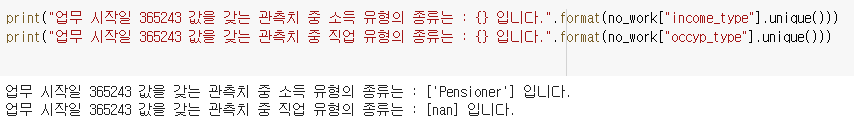 print("업무 시작일 365243 값을 갖는 관측치 중 소득 유형의 종류는 : {} 입니다.".format(no_work["income_type"].unique()))
print("업무 시작일 365243 값을 갖는 관측치 중 직업 유형의 종류는 : {} 입니다.".format(no_work["occyp_type"].unique()))
업무 시작일 365243 값을 갖는 관측치 중 소득 유형의 종류는 : ['Pensioner'] 입니다.
업무 시작일 365243 값을 갖는 관측치 중 직업 유형의 종류는 : [nan] 입니다.